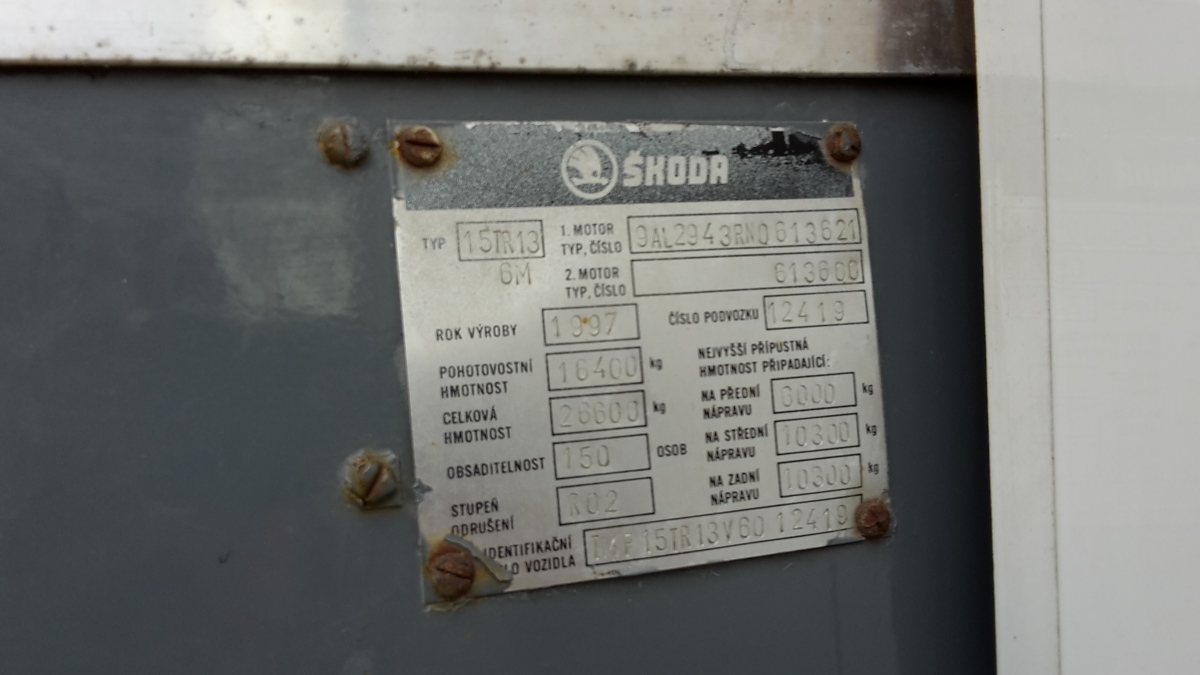 ŠKODA
TYP 15TR13 1. MOTOR 9AL2943RNO613621
6M TYP, ČÍSLO
2. MOTOR 613600
TYP, ČÍSLO
ROK VÝROBY 1997 ČÍSLO PODVOZKU 12419
POHOTOVOSTNÍ 16400 kg NEJVYŠŠÍ PŘÍPUSTNÁ
HMOTNOST HMOTNOST PŘIPADAJÍCÍ:
CELKOVÁ 26600 kg NA PŘEDNÍ 6000 kg
HMOTNOST NÁPRAVU
OBSADITELNOST 150 OSOB NA STŘEDNÍ 10300 kg
NÁPRAVU
STUPEŇ R02 NA ZADNÍ 10300 kg
ODRUŠENÍ NÁPRAVU
IDENTIFIKAČNÍ 15TR13V60 12419
LO VOZIDLA